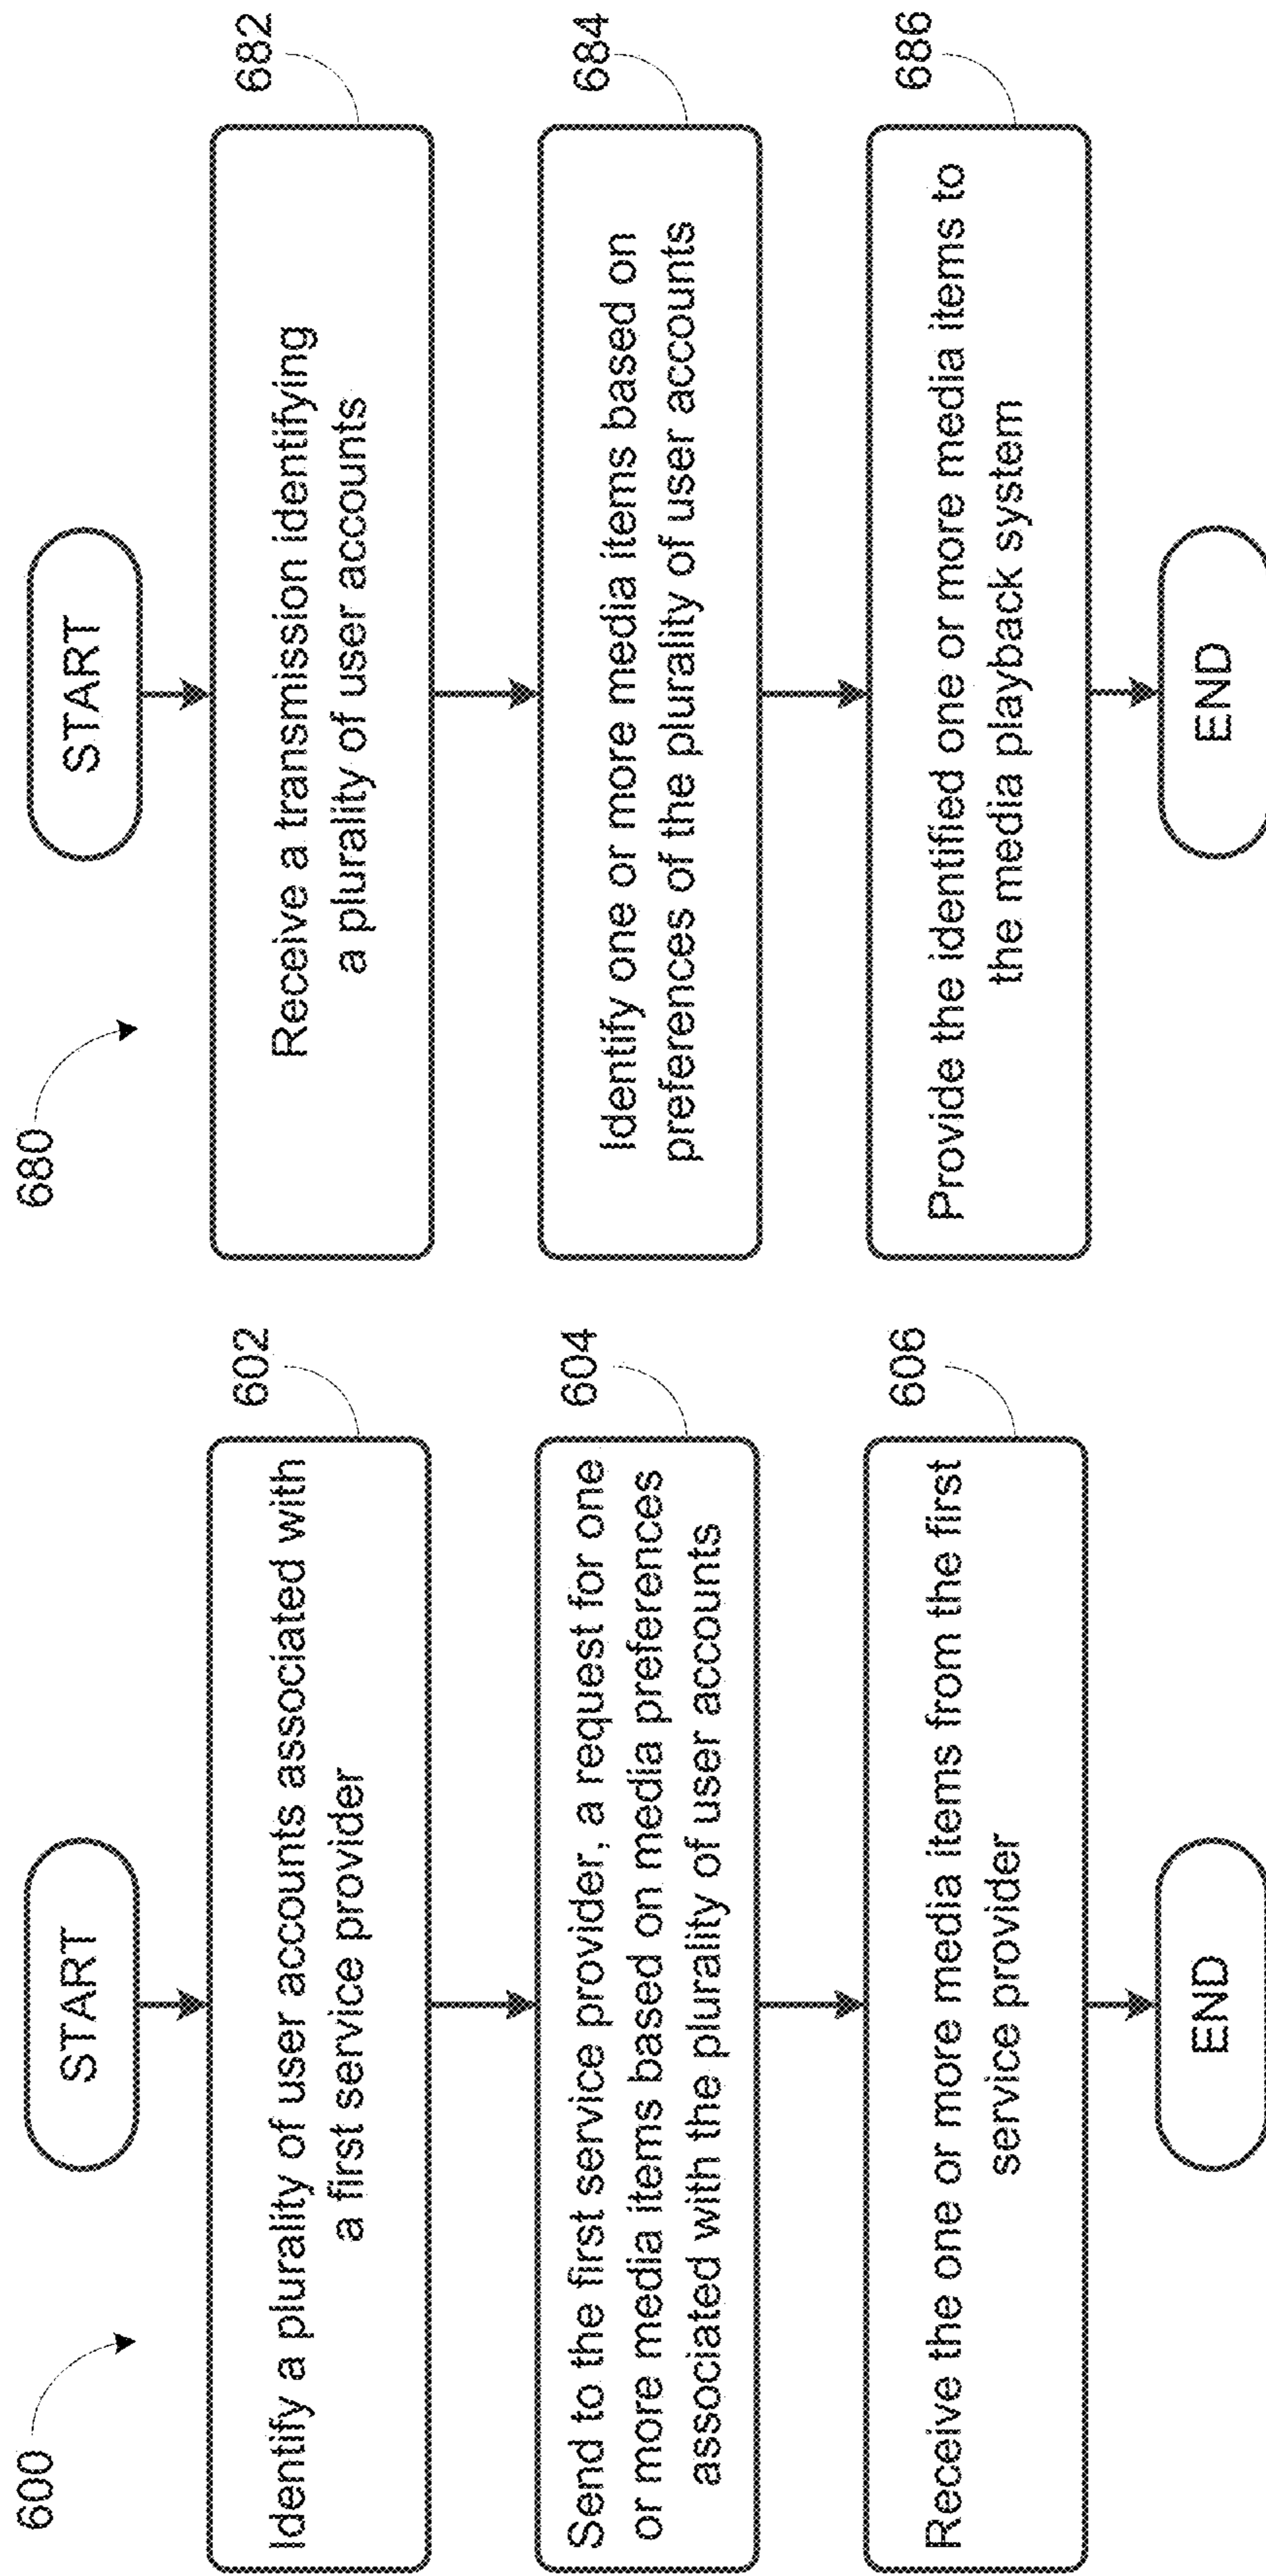 600
START
Identify a plurality of user accounts associated with
a first service provider
602
Send to the first service provider, a request for one
or more media items based on media preferences
associated with the plurality of user accounts
604
Receive the one or more media items from the first
service provider
606
END
680
START
Receive a transmission identifying
a plurality of user accounts
682
Identify one or more media items based on
preferences of the plurality of user accounts
684
Provide the identified one or more media items to
the media playback system
686
END